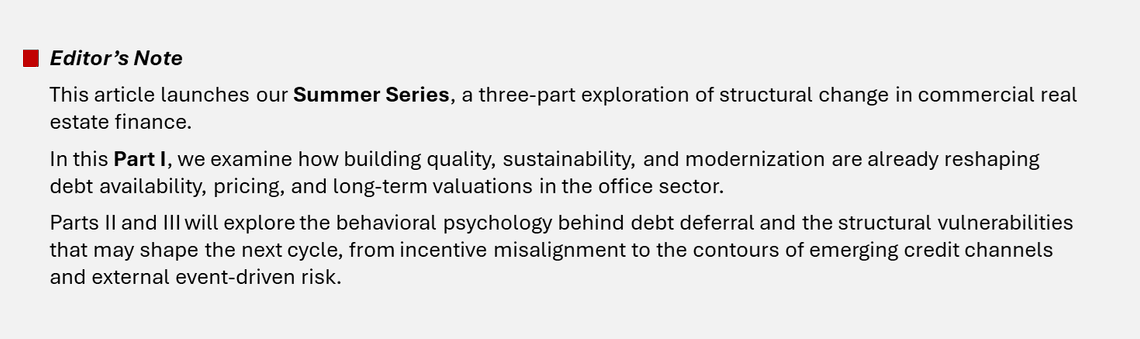 Editor's Note
This article launches our Summer Series, a three-part exploration of structural change in commercial real
estate finance.
In this Part I, we examine how building quality, sustainability, and modernization are already reshaping
debt availability, pricing, and long-term valuations in the office sector.
Parts II and III will explore the behavioral psychology behind debt deferral and the structural vulnerabilities
that may shape the next cycle, from incentive misalignment to the contours of emerging credit channels
and external event-driven risk.